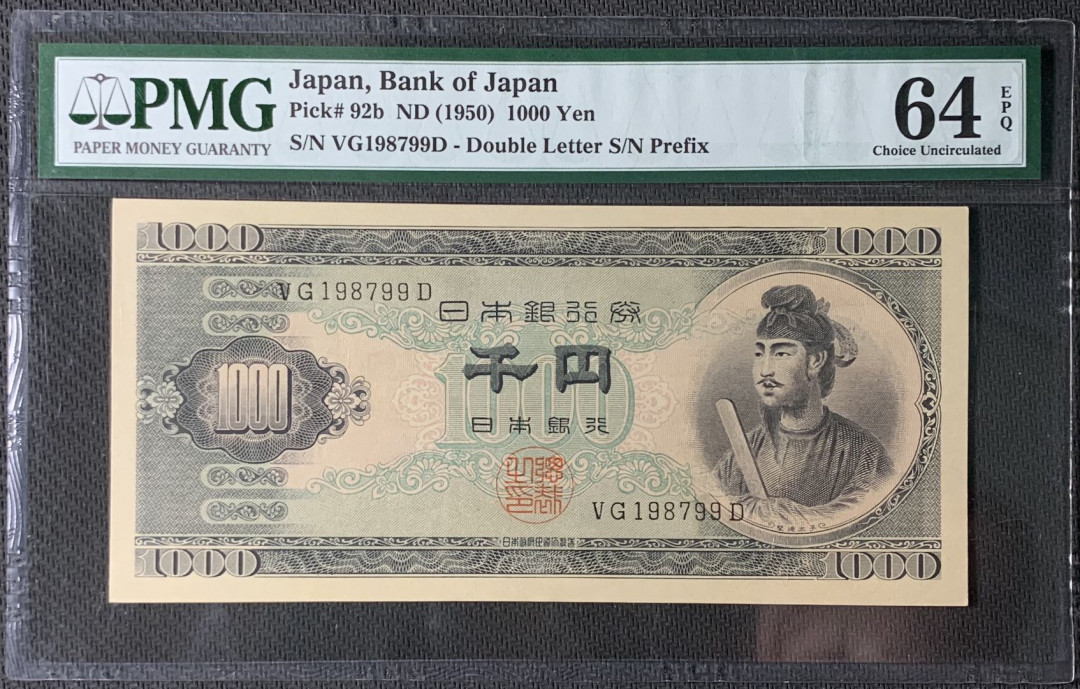 PMG
PAPER MONEY GUARANTY
Japan, Bank of Japan
Pick# 92b ND (1950) 1000 Yen
S/N VG198799D - Double Letter S/N Prefix
64
EPQ
Choice Uncirculated
1000 1000
VG198799D
日本銀行券
千円
1000
1000
日本銀行
VG198799D
1000 1000